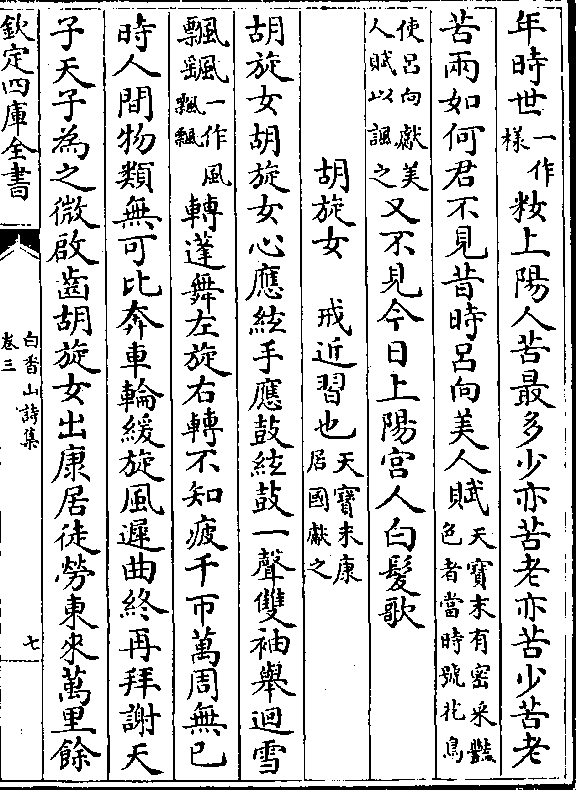 年時世一作樣粧上陽人苦最多少亦苦老亦苦少苦老
苦兩如何君不見昔時呂向美人賦天寶末有密采豔色者當時號花鳥
使呂向獻美人賦以諷之又不見今日上陽宮人白髮歌
胡旋女 戒近習也天寶末康居國獻之
胡旋女胡旋女心應絃手應鼓絃鼓一聲雙袖舉迴雪
飄颻一作風飄飄轉蓬舞左旋右轉不知疲千帀萬周無已
時人間物類無可比奔車輪緩旋風遲曲終再拜謝天
子天子為之微啟齒胡旋女出康居徒勞東來萬里餘
欽定四庫全書
白香山詩集
卷三
七